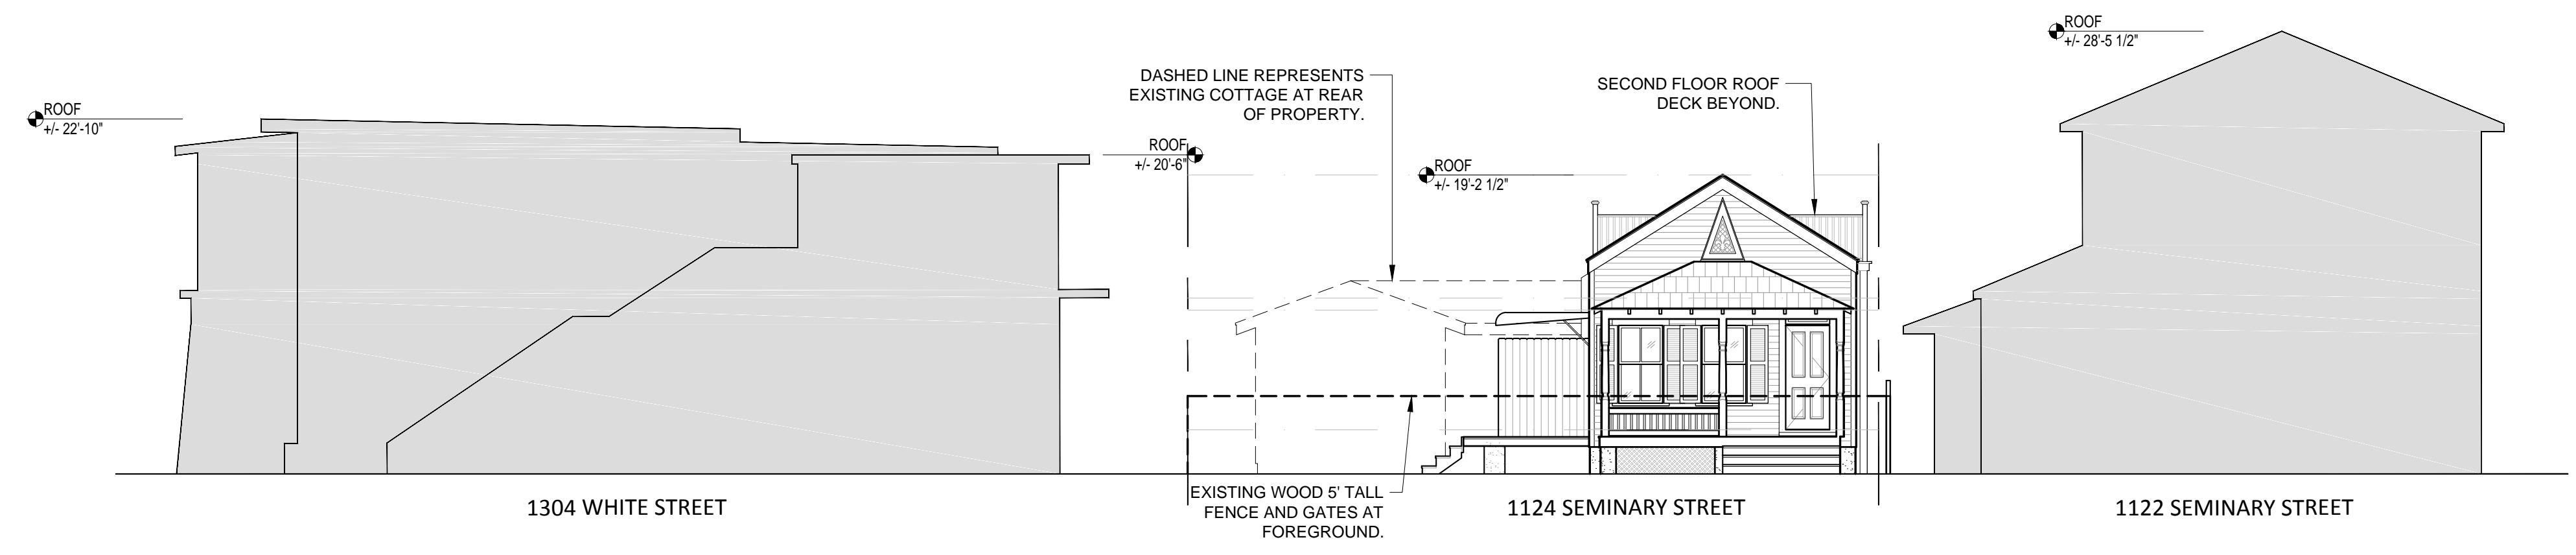 ROOF
+/- 22'-10"
DASHED LINE REPRESENTS
EXISTING COTTAGE AT REAR
OF PROPERTY.
ROOF
+/- 20'-6"
ROOF
+/- 19'-2 1/2"
SECOND FLOOR ROOF
DECK BEYOND.
ROOF
+/- 28'-5 1/2"
EXISTING WOOD 5' TALL
FENCE AND GATES AT
FOREGROUND.
1304 WHITE STREET
1124 SEMINARY STREET
1122 SEMINARY STREET